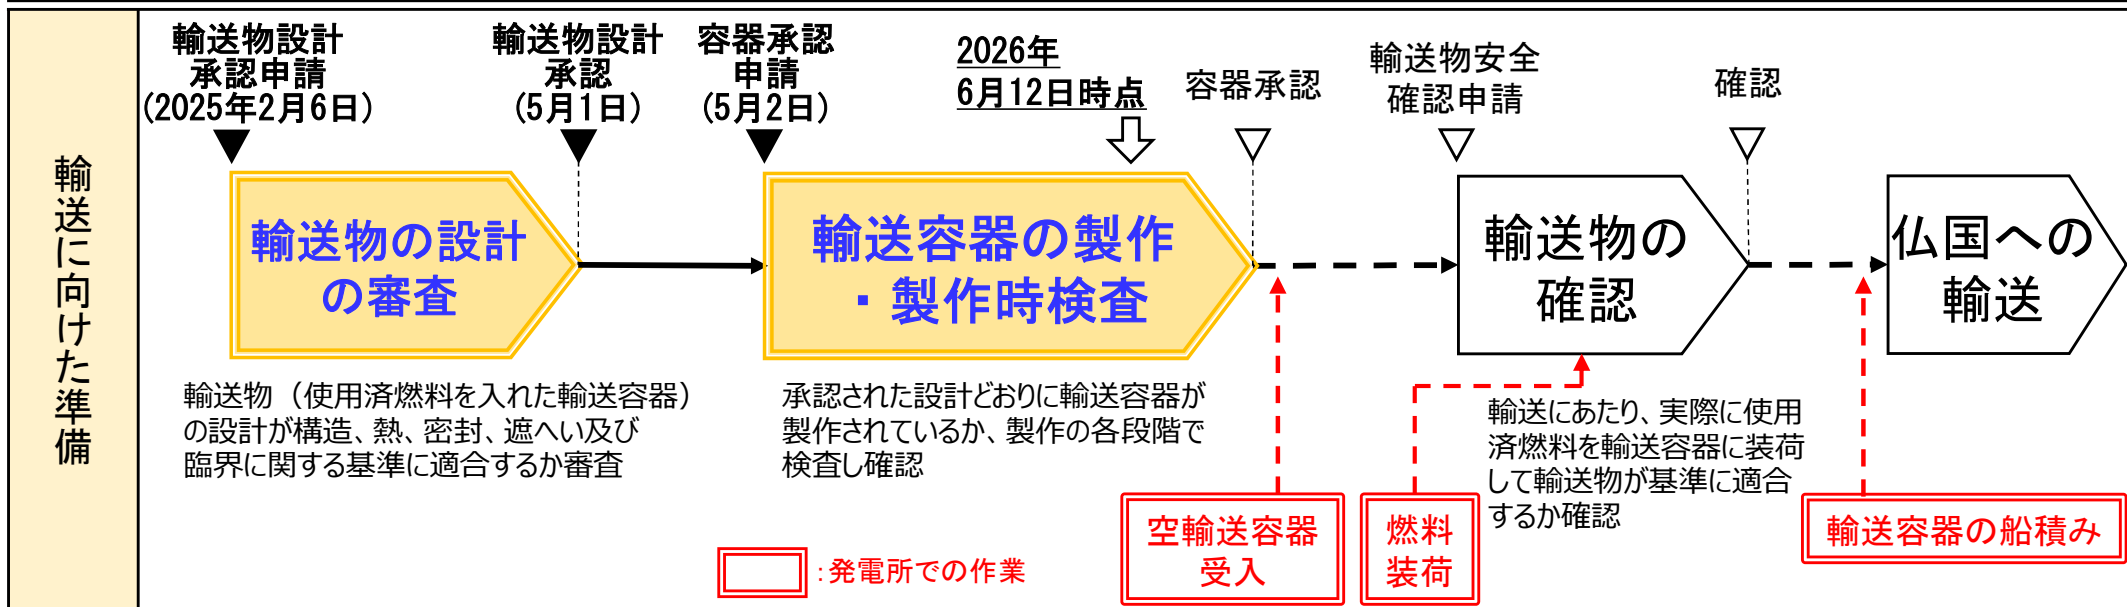 輸送に向けた準備
輸送物設計
承認申請
(2025年2月6日)
輸送物設計
承認
(5月1日)
容器承認
申請
(5月2日)
2026年
6月12日時点
容器承認
輸送物安全
確認申請
確認
輸送物の設計
の審査
輸送容器の製作
・製作時検査
輸送物の
確認
仏国への
輸送
輸送物（使用済燃料を入れた輸送容器）
の設計が構造、熱、密封、遮へい及び
臨界に関する基準に適合するか審査
承認された設計どおりに輸送容器が
製作されているか、製作の各段階で
検査し確認
輸送にあたり、実際に使用
済燃料を輸送容器に装荷
して輸送物が基準に適合
するか確認
空輸送容器
受入
燃料
装荷
輸送容器の船積み
：発電所での作業